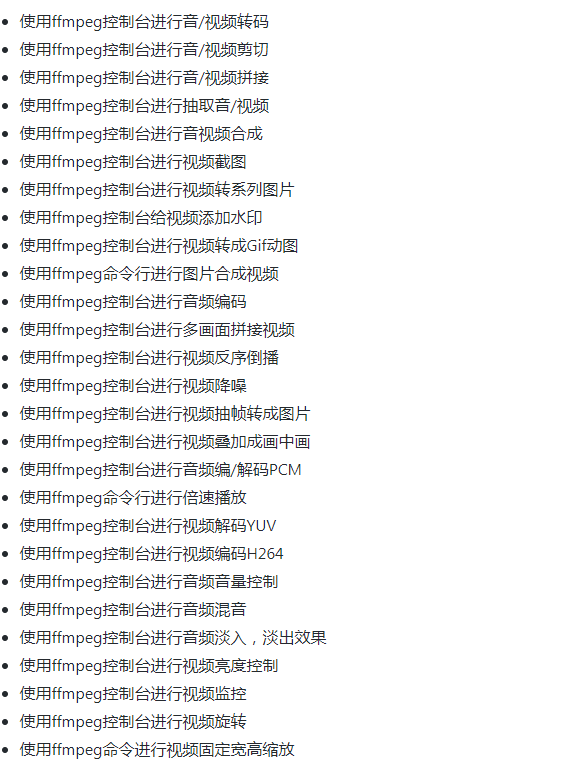 使用ffmpeg控制台进行音/视频转码
使用ffmpeg控制台进行音/视频剪切
使用ffmpeg控制台进行音/视频拼接
使用ffmpeg控制台进行抽取音/视频
使用ffmpeg控制台进行音视频合成
使用ffmpeg控制台进行视频截图
使用ffmpeg控制台进行视频转系列图片
使用ffmpeg控制台给视频添加水印
使用ffmpeg控制台进行视频转成Gif动图
使用ffmpeg命令行进行图片合成视频
使用ffmpeg控制台进行音频编码
使用ffmpeg控制台进行多画面拼接视频
使用ffmpeg控制台进行视频反序倒播
使用ffmpeg控制台进行视频降噪
使用ffmpeg控制台进行视频抽帧转成图片
使用ffmpeg控制台进行视频叠加成画中画
使用ffmpeg控制台进行音频编/解码PCM
使用ffmpeg命令行进行倍速播放
使用ffmpeg控制台进行视频解码YUV
使用ffmpeg控制台进行视频编码H264
使用ffmpeg控制台进行音频音量控制
使用ffmpeg控制台进行音频混音
使用ffmpeg控制台进行音频淡入，淡出效果
使用ffmpeg控制台进行视频亮度控制
使用ffmpeg控制台进行视频监控
使用ffmpeg控制台进行视频旋转
使用ffmpeg命令进行视频固定宽高缩放